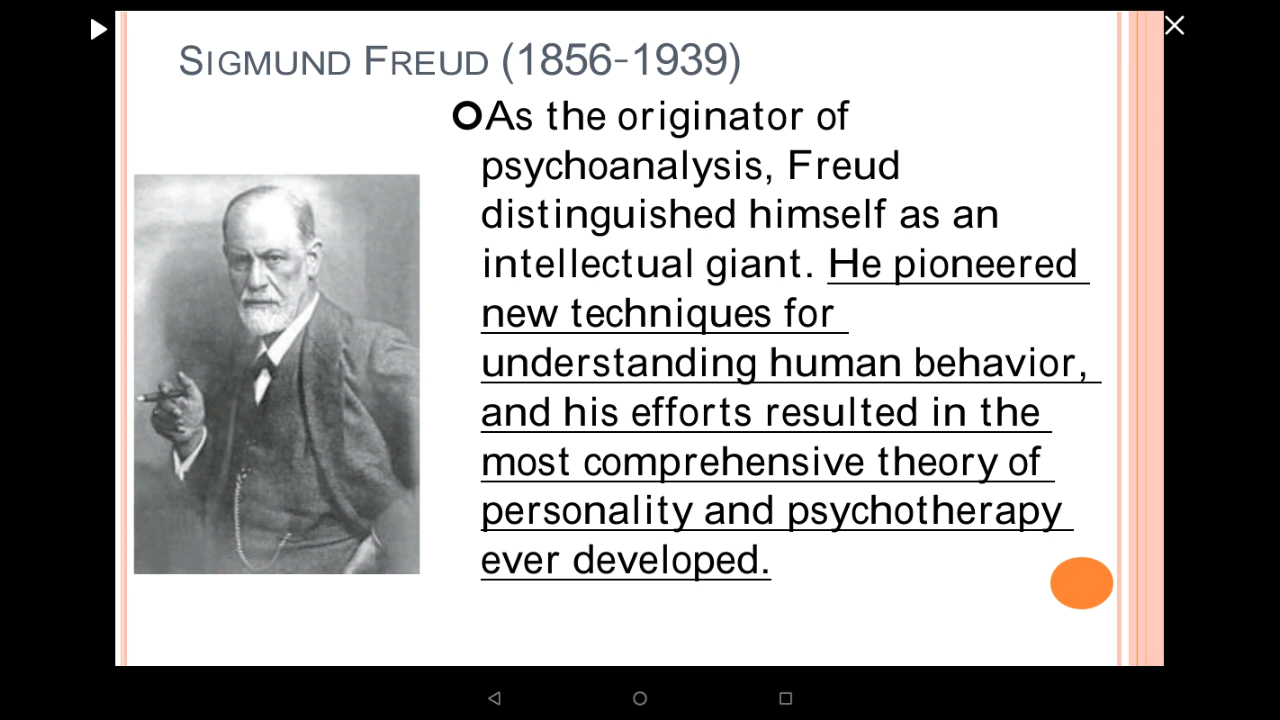 SIGMUND FREUD (1856-1939)
As the originator of
psychoanalysis, Freud
distinguished himself as an
intellectual giant. He pioneered
new techniques for
understanding human behavior,
and his efforts resulted in the
most comprehensive theory of
personality and psychotherapy
ever developed.